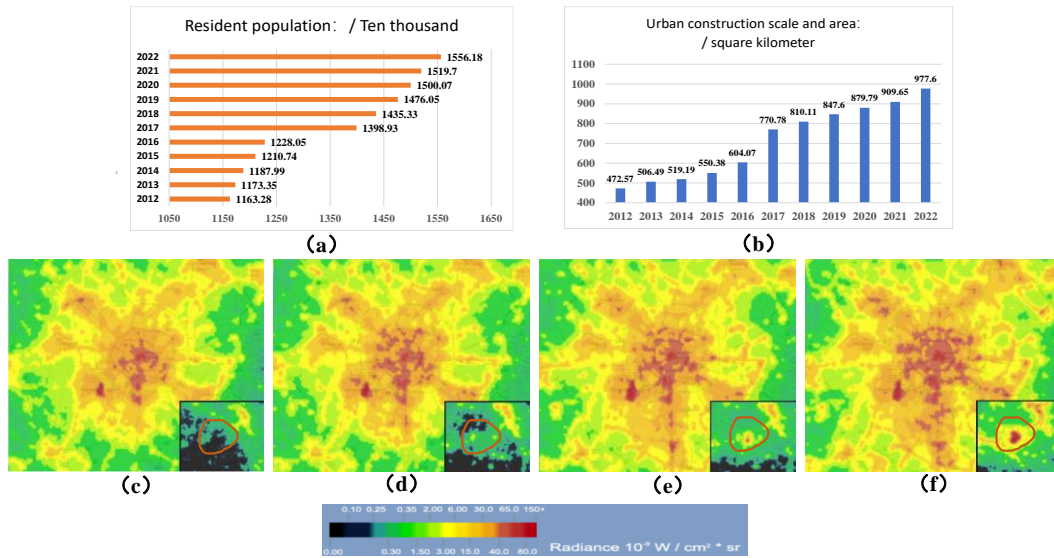 Resident population: / Ten thousand
2022 1556.18
2021 1519.7
2020 1500.07
2019 1476.05
2018 1435.33
2017 1398.93
2016 1228.05
2015 1210.74
2014 1187.99
2013 1173.35
2012 1163.28
1050 1150 1250 1350 1450 1550 1650
(a)
Urban construction scale and area:
/ square kilometer
1100
1000
900
800
700
600
500
400
472.57 506.49 519.19 550.38 604.07 770.78 810.11 847.6 879.79 909.65 977.6
2012 2013 2014 2015 2016 2017 2018 2019 2020 2021 2022
(b)
(c) (d) (e) (f)
0.10 0.25 0.35 2.00 6.00 30.0 65.0 150+
0.00 0.30 1.50 3.00 15.0 40.0 80.0
Radiance 10⁻⁹ W / cm² * sr